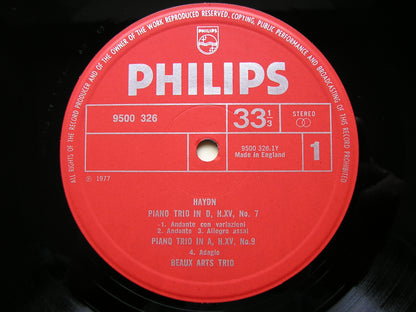 ALL RIGHTS OF THE RECORD PRODUCER AND OF THE OWNER OF THE WORK REPRODUCED RESERVED. COPYING, PUBLIC PERFORMANCE AND BROADCASTING OF THIS RECORD PROHIBITED
PHILIPS
PHILIPS
9500 326
33 1/3
STEREO
9500 326.1Y
Made in England
1
℗ 1977
HAYDN
PIANO TRIO IN D, H.XV, No. 7
1. Andante con variazioni
2. Andante 3. Allegro assai
PIANO TRIO IN A, H.XV, No.9
4. Adagio
BEAUX ARTS TRIO